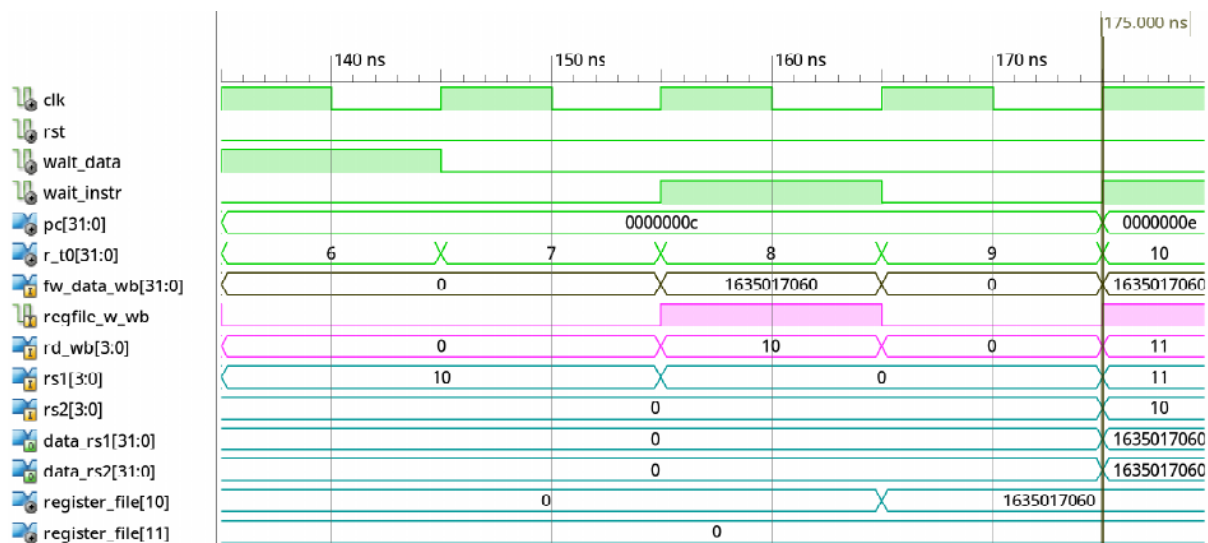 175.000 ns
140 ns 150 ns 160 ns 170 ns
clk
rst
wait_data
wait_instr
pc[31:0] 0000000c 0000000e
r_t0[31:0] 6 7 8 9 10
fw_data_wb[31:0] 0 1635017060 0 1635017060
regfile_w_wb
rd_wb[3:0] 0 10 0 11
rs1[3:0] 10 0 11
rs2[3:0] 0 10
data_rs1[31:0] 0 1635017060
data_rs2[31:0] 0 1635017060
register_file[10] 0 1635017060
register_file[11] 0